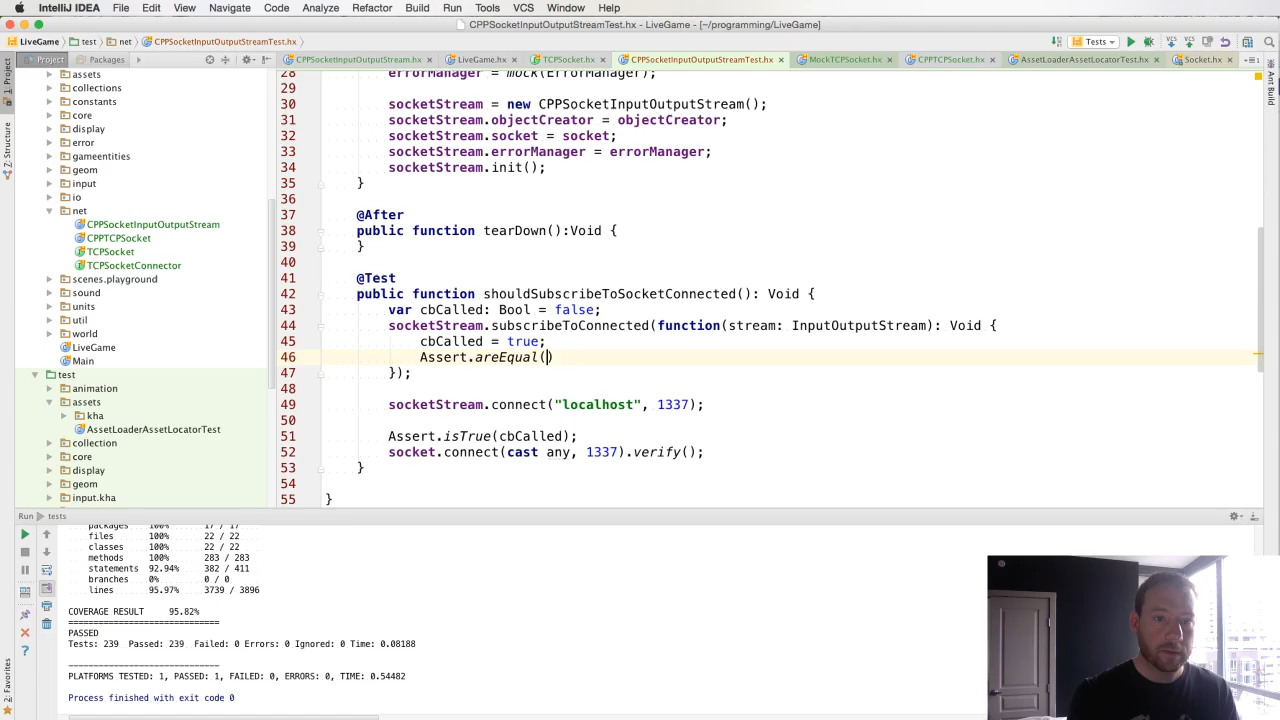 IntelliJ IDEA File Edit View Navigate Code Analyze Refactor Build Run Tools VCS Window Help
CPPSocketInputOutputStreamTest.hx - LiveGame - [~/programming/LiveGame]
LiveGame test net CPPSocketInputOutputStreamTest.hx Tests
Project Packages
CPPSocketInputOutputStream.hx LiveGame.hx TCPSocket.hx CPPSocketInputOutputStreamTest.hx MockTCPSocket.hx CPPTCPSocket.hx AssetLoaderAssetLocatorTest.hx Socket.hx
1: Project
7: Structure
2: Favorites
Ant Build
assets
collections
constants
core
display
error
gameentities
geom
input
io
net
CPPSocketInputOutputStream
CPPTCPSocket
TCPSocket
TCPSocketConnector
scenes.playground
sound
units
util
world
LiveGame
Main
test
animation
assets
kha
AssetLoaderAssetLocatorTest
collection
core
display
geom
input.kha
28 errorManager = mock(ErrorManager);
29
30 socketStream = new CPPSocketInputOutputStream();
31 socketStream.objectCreator = objectCreator;
32 socketStream.socket = socket;
33 socketStream.errorManager = errorManager;
34 socketStream.init();
35 }
36
37 @After
38 public function tearDown():Void {
39 }
40
41 @Test
42 public function shouldSubscribeToSocketConnected(): Void {
43 var cbCalled: Bool = false;
44 socketStream.subscribeToConnected(function(stream: InputOutputStream): Void {
45 cbCalled = true;
46 Assert.areEqual()
47 });
48
49 socketStream.connect("localhost", 1337);
50
51 Assert.isTrue(cbCalled);
52 socket.connect(cast any, 1337).verify();
53 }
54
55 }
Run tests
packages 100% 17 / 17
files 100% 22 / 22
classes 100% 22 / 22
methods 100% 283 / 283
statements 92.94% 382 / 411
branches 0% 0 / 0
lines 95.97% 3739 / 3896
COVERAGE RESULT 95.82%
==============================
PASSED
Tests: 239 Passed: 239 Failed: 0 Errors: 0 Ignored: 0 Time: 0.08188
PLATFORMS TESTED: 1, PASSED: 1, FAILED: 0, ERRORS: 0, TIME: 0.54482
Process finished with exit code 0